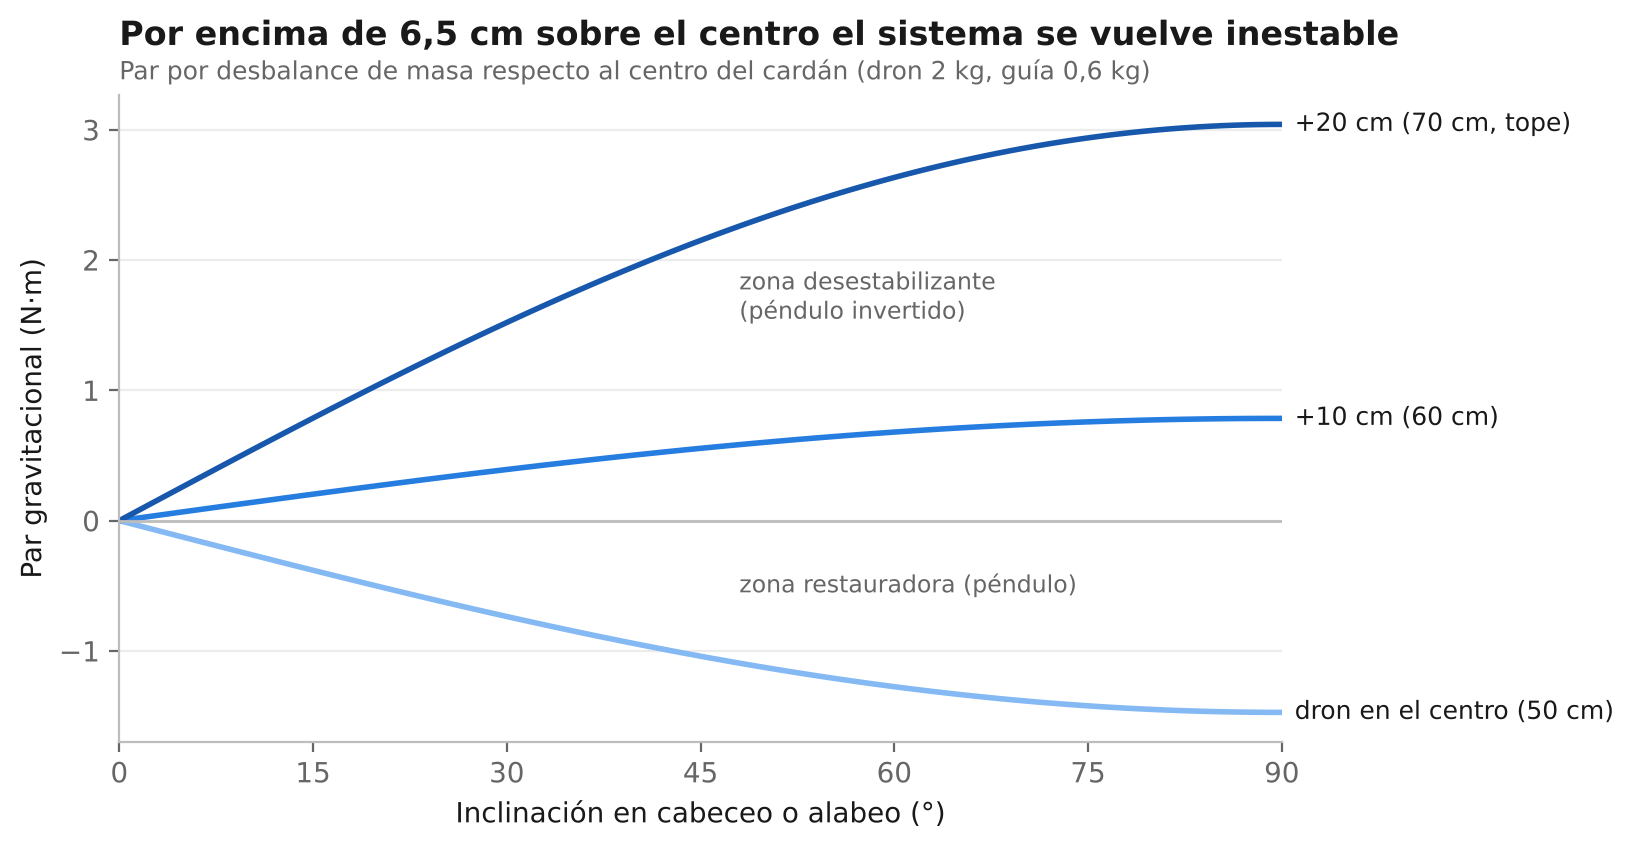 Por encima de 6,5 cm sobre el centro el sistema se vuelve inestable
Par por desbalance de masa respecto al centro del cardán (dron 2 kg, guía 0,6 kg)
Par gravitacional (N·m)
3
2
1
0
−1
+20 cm (70 cm, tope)
zona desestabilizante
(péndulo invertido)
+10 cm (60 cm)
zona restauradora (péndulo)
dron en el centro (50 cm)
0 15 30 45 60 75 90
Inclinación en cabeceo o alabeo (°)